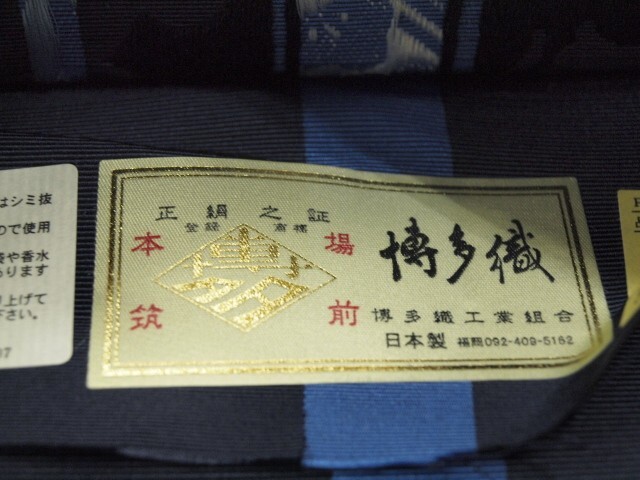 はシミ抜
ので使用
や香水
あります
上げて
下さい。
正絹之証
登録 商標
本場
筑前
博多織
博多織工業組合
日本製 福岡092-409-5162